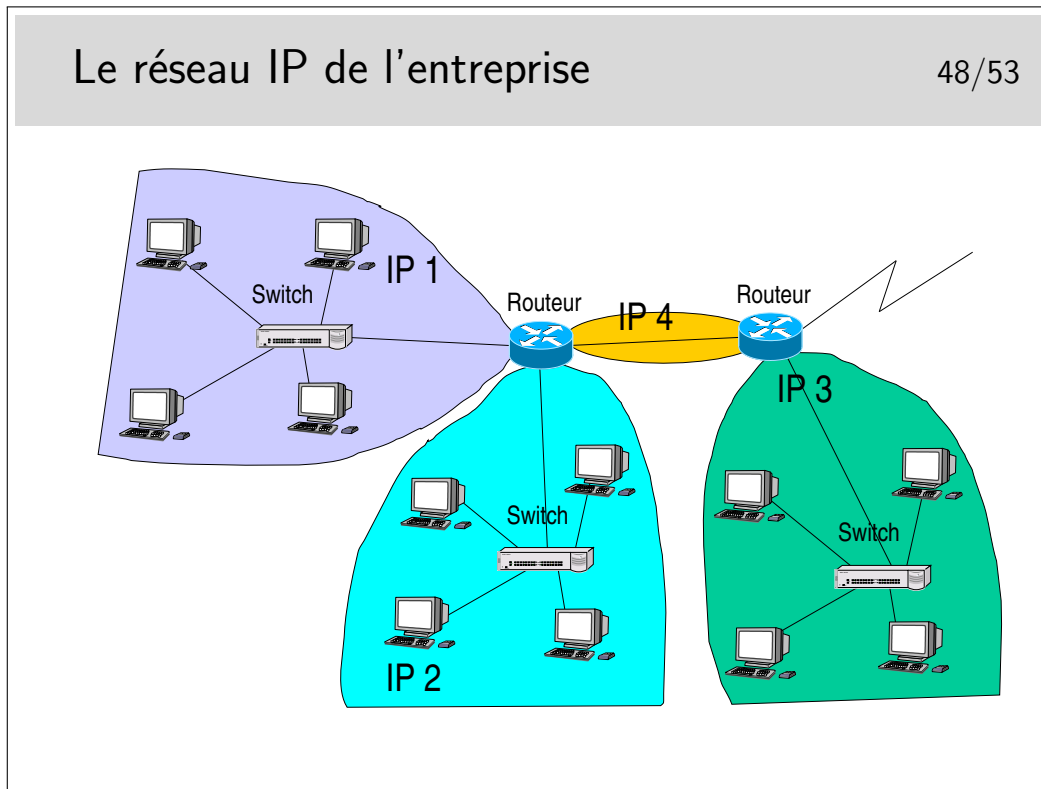 Le réseau IP de l'entreprise
48/53
IP 1
Switch
Routeur
IP 4
Routeur
IP 3
Switch
Switch
IP 2